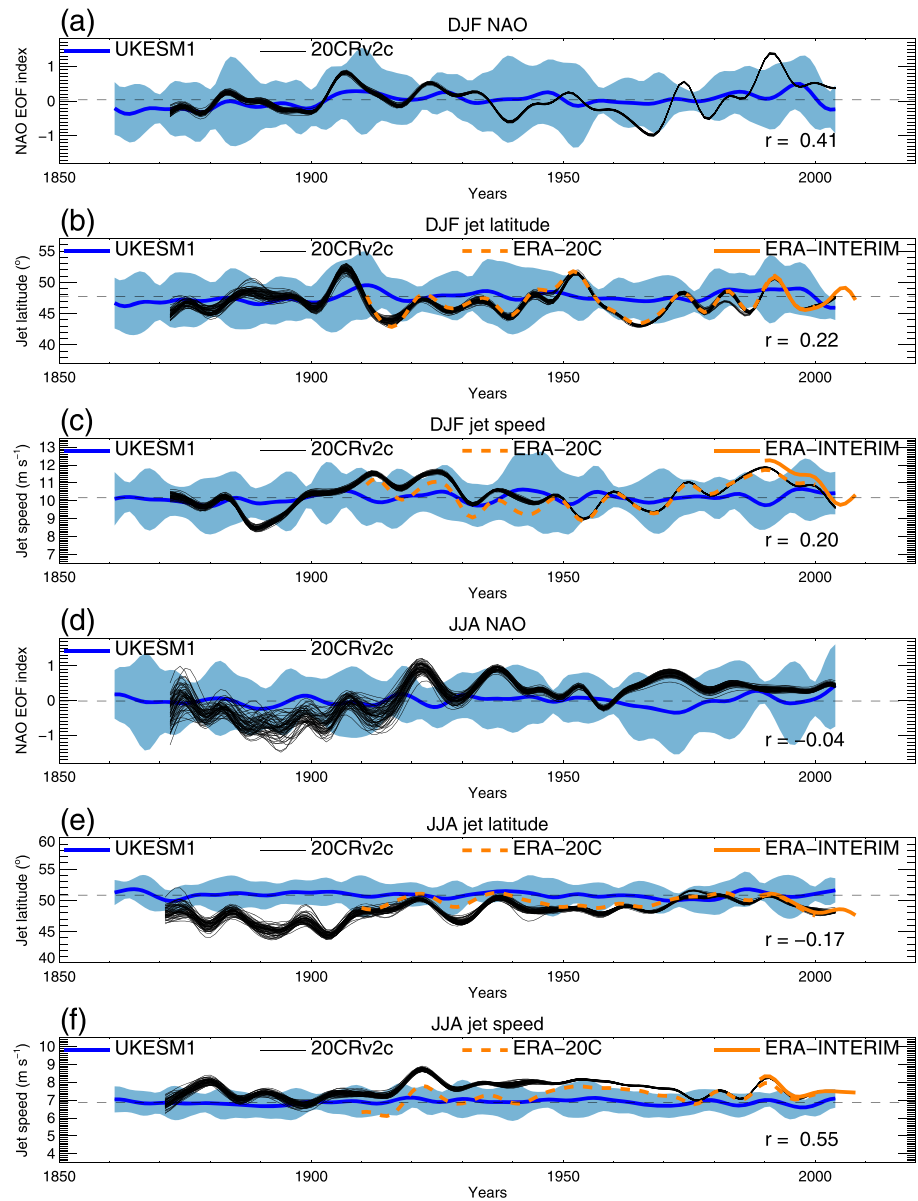 (a) DJF NAO
UKESM1 20CRv2c
NAO EOF index
1
0
−1
r = 0.41
1850 1900 1950 2000
Years
(b) DJF jet latitude
UKESM1 20CRv2c ERA−20C ERA−INTERIM
Jet latitude (°)
55
50
45
40
r = 0.22
1850 1900 1950 2000
Years
(c) DJF jet speed
UKESM1 20CRv2c ERA−20C ERA−INTERIM
Jet speed (m s⁻¹)
13
12
11
10
9
8
7
r = 0.20
1850 1900 1950 2000
Years
(d) JJA NAO
UKESM1 20CRv2c
NAO EOF index
1
0
−1
r = −0.04
1850 1900 1950 2000
Years
(e) JJA jet latitude
UKESM1 20CRv2c ERA−20C ERA−INTERIM
Jet latitude (°)
60
55
50
45
40
r = −0.17
1850 1900 1950 2000
Years
(f) JJA jet speed
UKESM1 20CRv2c ERA−20C ERA−INTERIM
Jet speed (m s⁻¹)
10
9
8
7
6
5
4
r = 0.55
1850 1900 1950 2000
Years